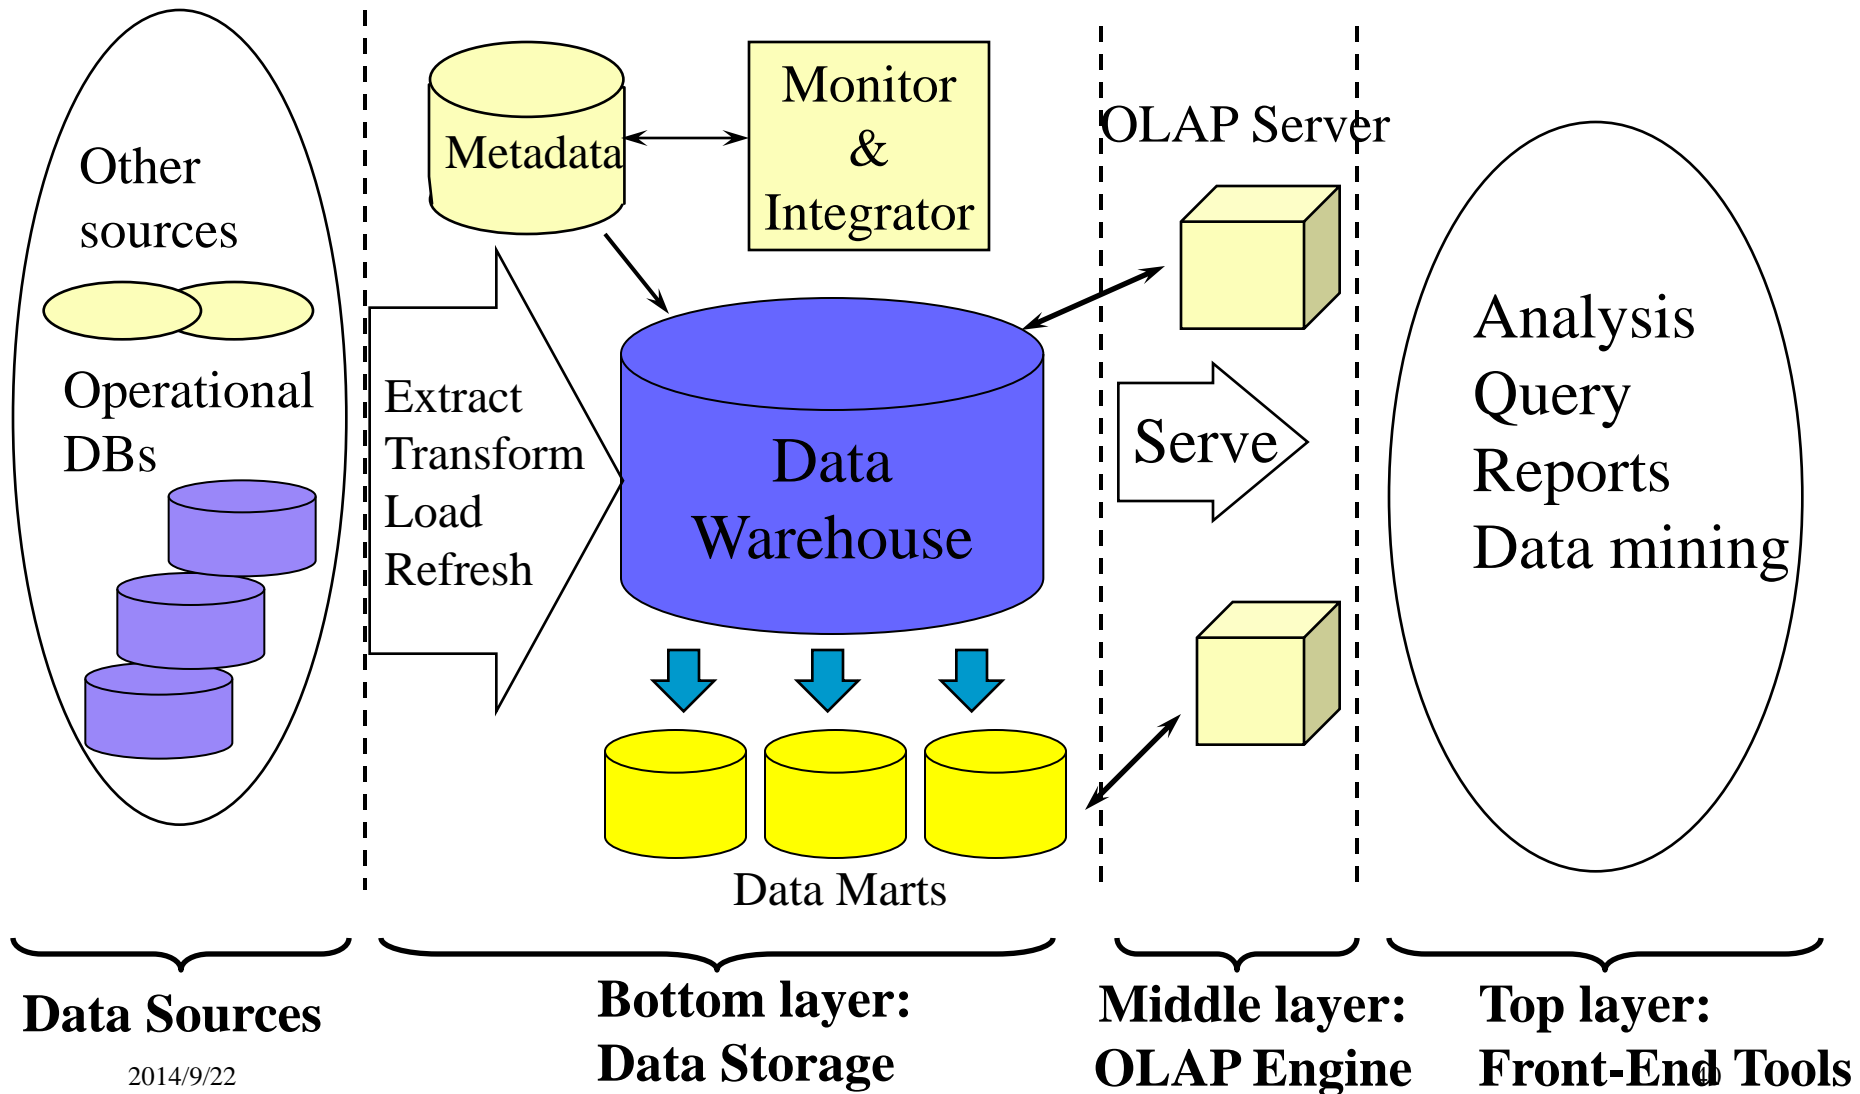 Other
sources
Operational
DBs
Metadata
Monitor
&
Integrator
Extract
Transform
Load
Refresh
Data
Warehouse
Data Marts
OLAP Server
Serve
Analysis
Query
Reports
Data mining
Data Sources
Bottom layer:
Data Storage
Middle layer:
OLAP Engine
Top layer:
Front-End Tools
2014/9/22